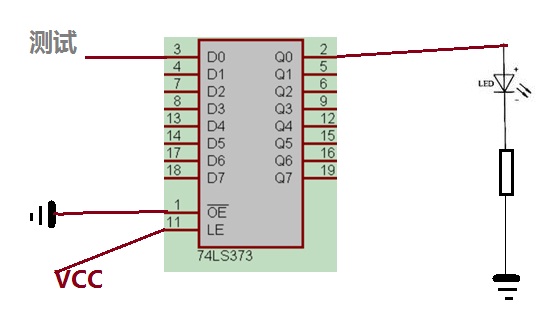 测试
3 D0 Q0 2
4 D1 Q1 5
7 D2 Q2 6
8 D3 Q3 9
13 D4 Q4 12
14 D5 Q5 15
17 D6 Q6 16
18 D7 Q7 19
LED + -
1 OE
11 LE
74LS373
VCC